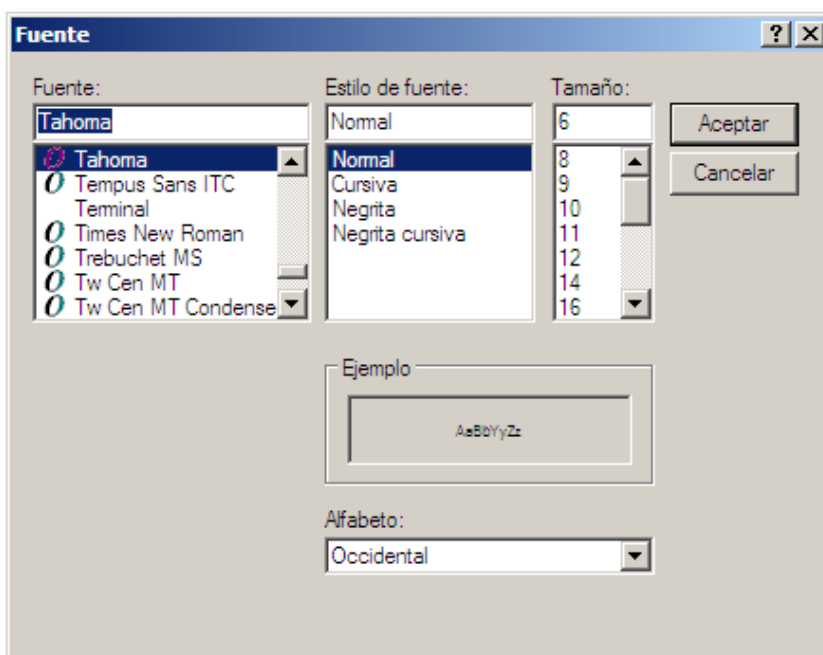 Fuente
Fuente:
Tahoma
Tahoma
Tempus Sans ITC
Terminal
Times New Roman
Trebuchet MS
Tw Cen MT
Tw Cen MT Condense
Estilo de fuente:
Normal
Normal
Cursiva
Negrita
Negrita cursiva
Tamaño:
6
8
9
10
11
12
14
16
Aceptar
Cancelar
Ejemplo
AaBbYyZz
Alfabeto:
Occidental